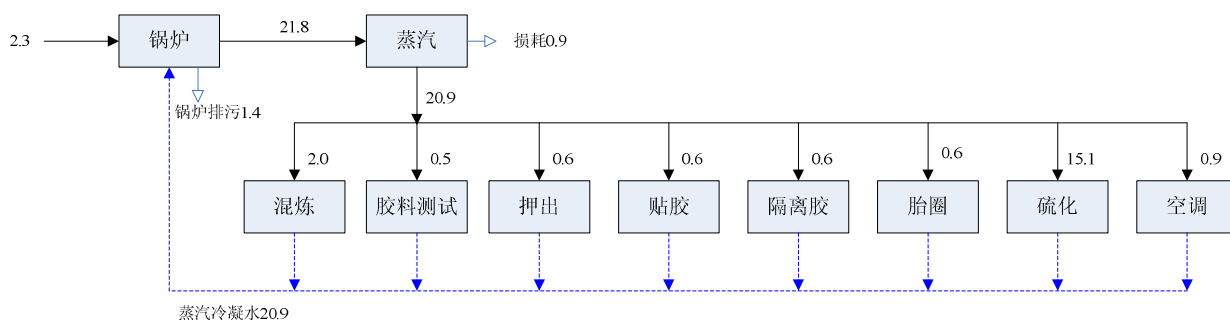 2.3
锅炉
21.8
蒸汽
损耗0.9
锅炉排污1.4
20.9
2.0
0.5
0.6
0.6
0.6
0.6
15.1
0.9
混炼
胶料测试
押出
贴胶
隔离胶
胎圈
硫化
空调
蒸汽冷凝水20.9